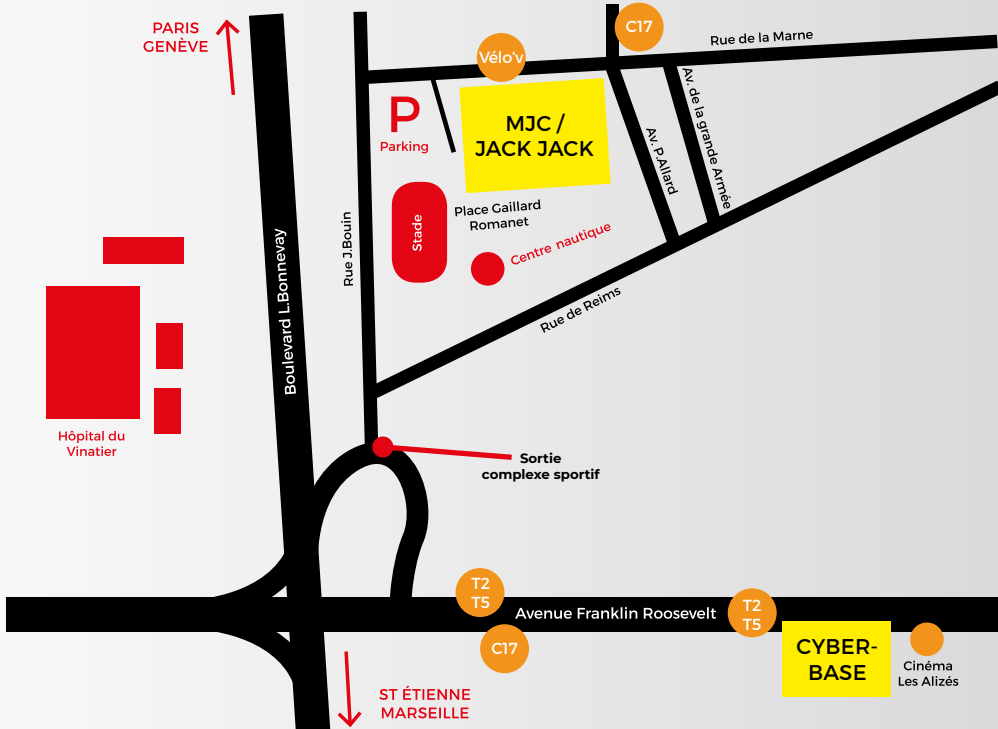 PARIS
GENÈVE
C17
Rue de la Marne
Vélo'v
P
Parking
MJC /
JACK JACK
Av. P.Allard
Av. de la grande Armée
Stade
Place Gaillard
Romanet
Centre nautique
Rue J.Bouin
Boulevard L.Bonnevay
Rue de Reims
Hôpital du
Vinatier
Sortie
complexe sportif
T2
T5
Avenue Franklin Roosevelt
T2
T5
C17
CYBER-
BASE
Cinéma
Les Alizés
ST ÉTIENNE
MARSEILLE